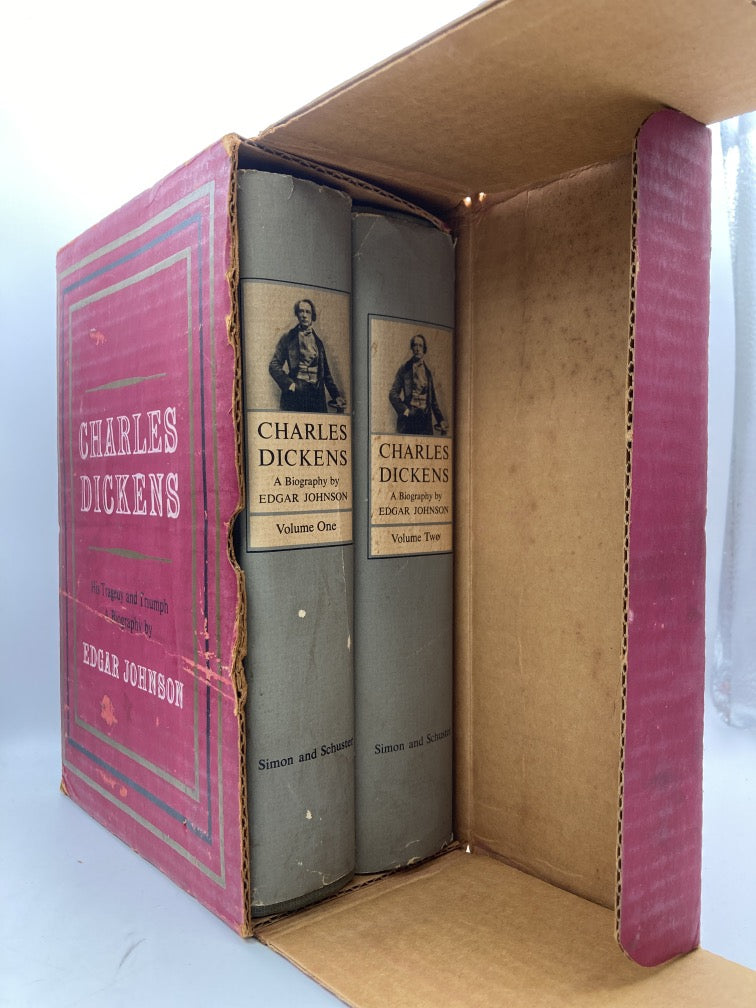 CHARLES
DICKENS
His Tragedy and Triumph
A Biography by
EDGAR JOHNSON
CHARLES
DICKENS
A Biography by
EDGAR JOHNSON
Volume One
Simon and Schuster
CHARLES
DICKENS
A Biography by
EDGAR JOHNSON
Volume Two
Simon and Schuster